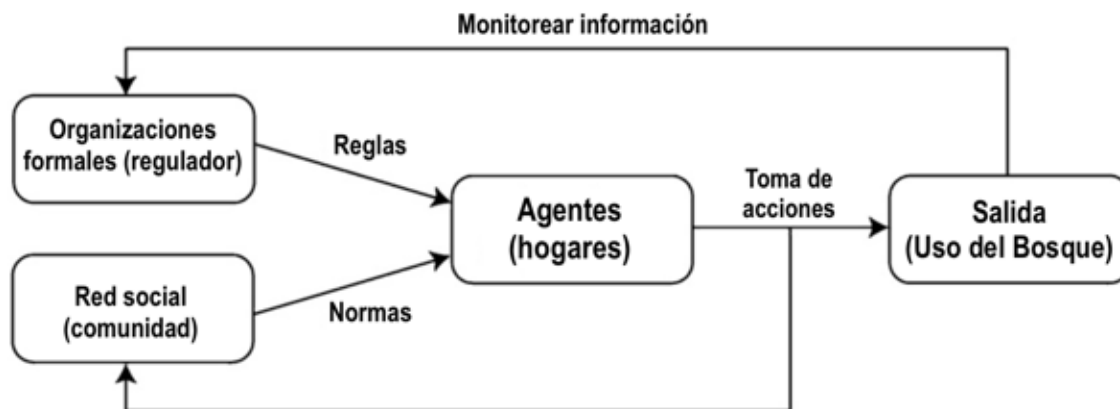 Monitorear información
Organizaciones
formales (regulador)
Reglas
Agentes
(hogares)
Toma de
acciones
Salida
(Uso del Bosque)
Red social
(comunidad)
Normas